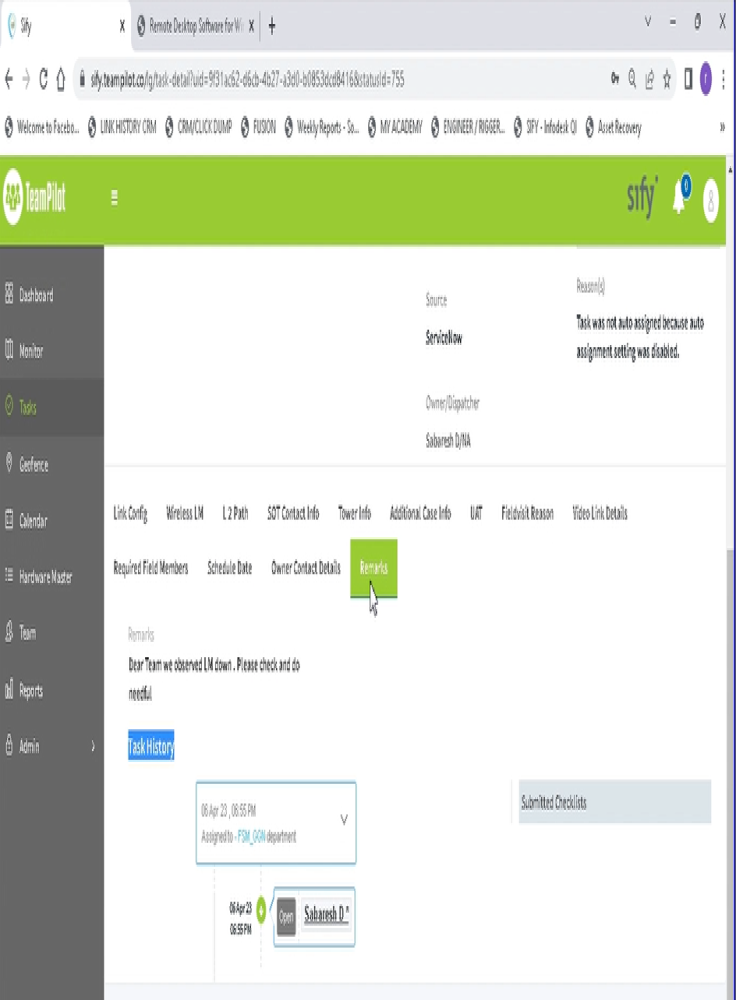 Sify
Remote Desktop Software for Wi
sify.teampilot.co/lg/task-detail?uid=9f31ac62-d6cb-4b27-a3d0-b0853dcd8416&statusId=755
Welcome to Facebo... LINK HISTORY CRM CRM/CLICK DUMP FUSION Weekly Reports - So... MY ACADEMY ENGINEER / RIGGER... SIFY - Infodesk QI Asset Recovery »
TeamPilot
sify
0
Dashboard
Monitor
Tasks
Geofence
Calendar
Hardware Master
Team
Reports
Admin
Source
ServiceNow
Reason(s)
Task was not auto assigned because auto
assignment setting was disabled.
Owner/Dispatcher
Sabaresh D/NA
Link Config Wireless LM L 2 Path SOT Contact Info Tower Info Additional Case Info UAT Fieldvisit Reason Video Link Details
Required Field Members Schedule Date Owner Contact Details Remarks
Remarks
Dear Team we observed LM down . Please check and do
needful
Task History
06 Apr 23 , 06:55 PM
Assigned to - FSM_GGN department
Submitted Checklists
06 Apr 23
06:55 PM
Open
Sabaresh D *